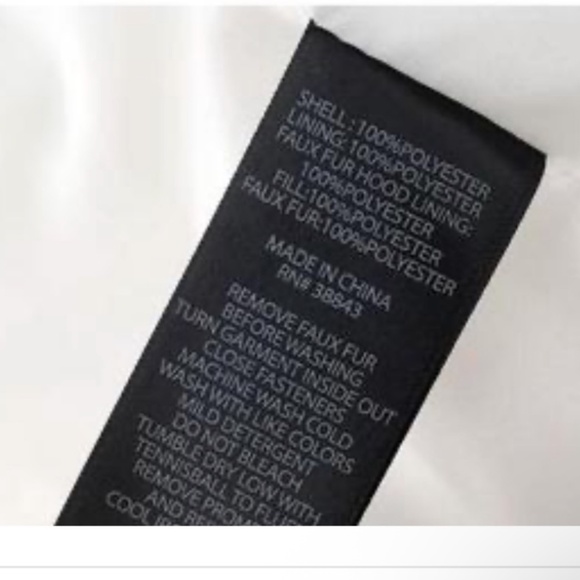 SHELL : 100%POLYESTER
LINING: 100%POLYESTER
FAUX FUR HOOD LINING:
100%POLYESTER
FILL:100%POLYESTER
FAUX FUR:100%POLYESTER
MADE IN CHINA
RN# 38843
REMOVE FAUX FUR
BEFORE WASHING
TURN GARMENT INSIDE OUT
CLOSE FASTENERS
MACHINE WASH COLD
WASH WITH LIKE COLORS
MILD DETERGENT
DO NOT BLEACH
TUMBLE DRY LOW WITH
TENNISBALL TO
REMOVE
AND
COOL